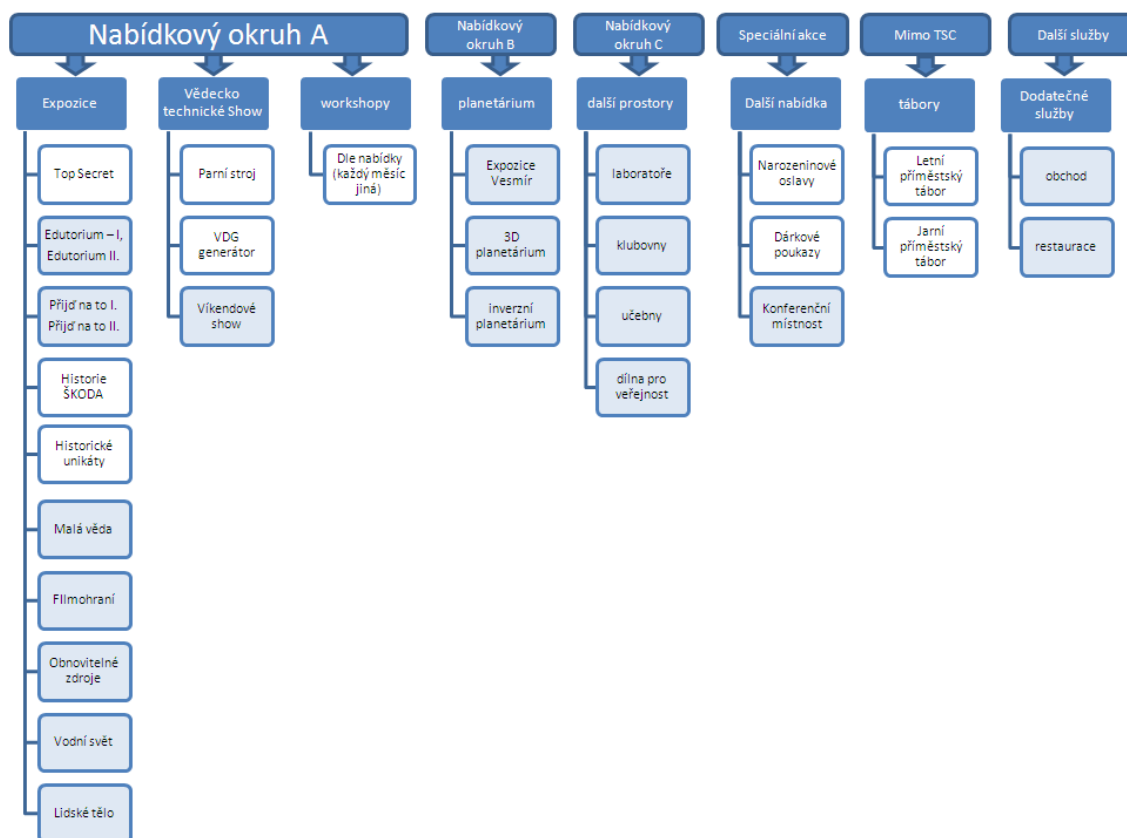 Nabídkový okruh A
Nabídkový
okruh B
Nabídkový
okruh C
Speciální akce
Mimo TSC
Další služby
Expozice
Vědecko
technické Show
workshopy
planetárium
další prostory
Další nabídka
tábory
Dodatečné
služby
Top Secret
Edutorium – I,
Edutorium II.
Přijď na to I.
Přijď na to II.
Historie
ŠKODA
Historické
unikáty
Malá věda
FIlmohraní
Obnovitelné
zdroje
Vodní svět
Lidské tělo
Parní stroj
VDG
generátor
Víkendové
show
Dle nabídky
(každý měsíc
jiná)
Expozice
Vesmír
3D
planetárium
inverzní
planetárium
laboratoře
klubovny
učebny
dílna pro
veřejnost
Narozeninové
oslavy
Dárkové
poukazy
Konferenční
místnost
Letní
příměstský
tábor
Jarní
příměstský
tábor
obchod
restaurace